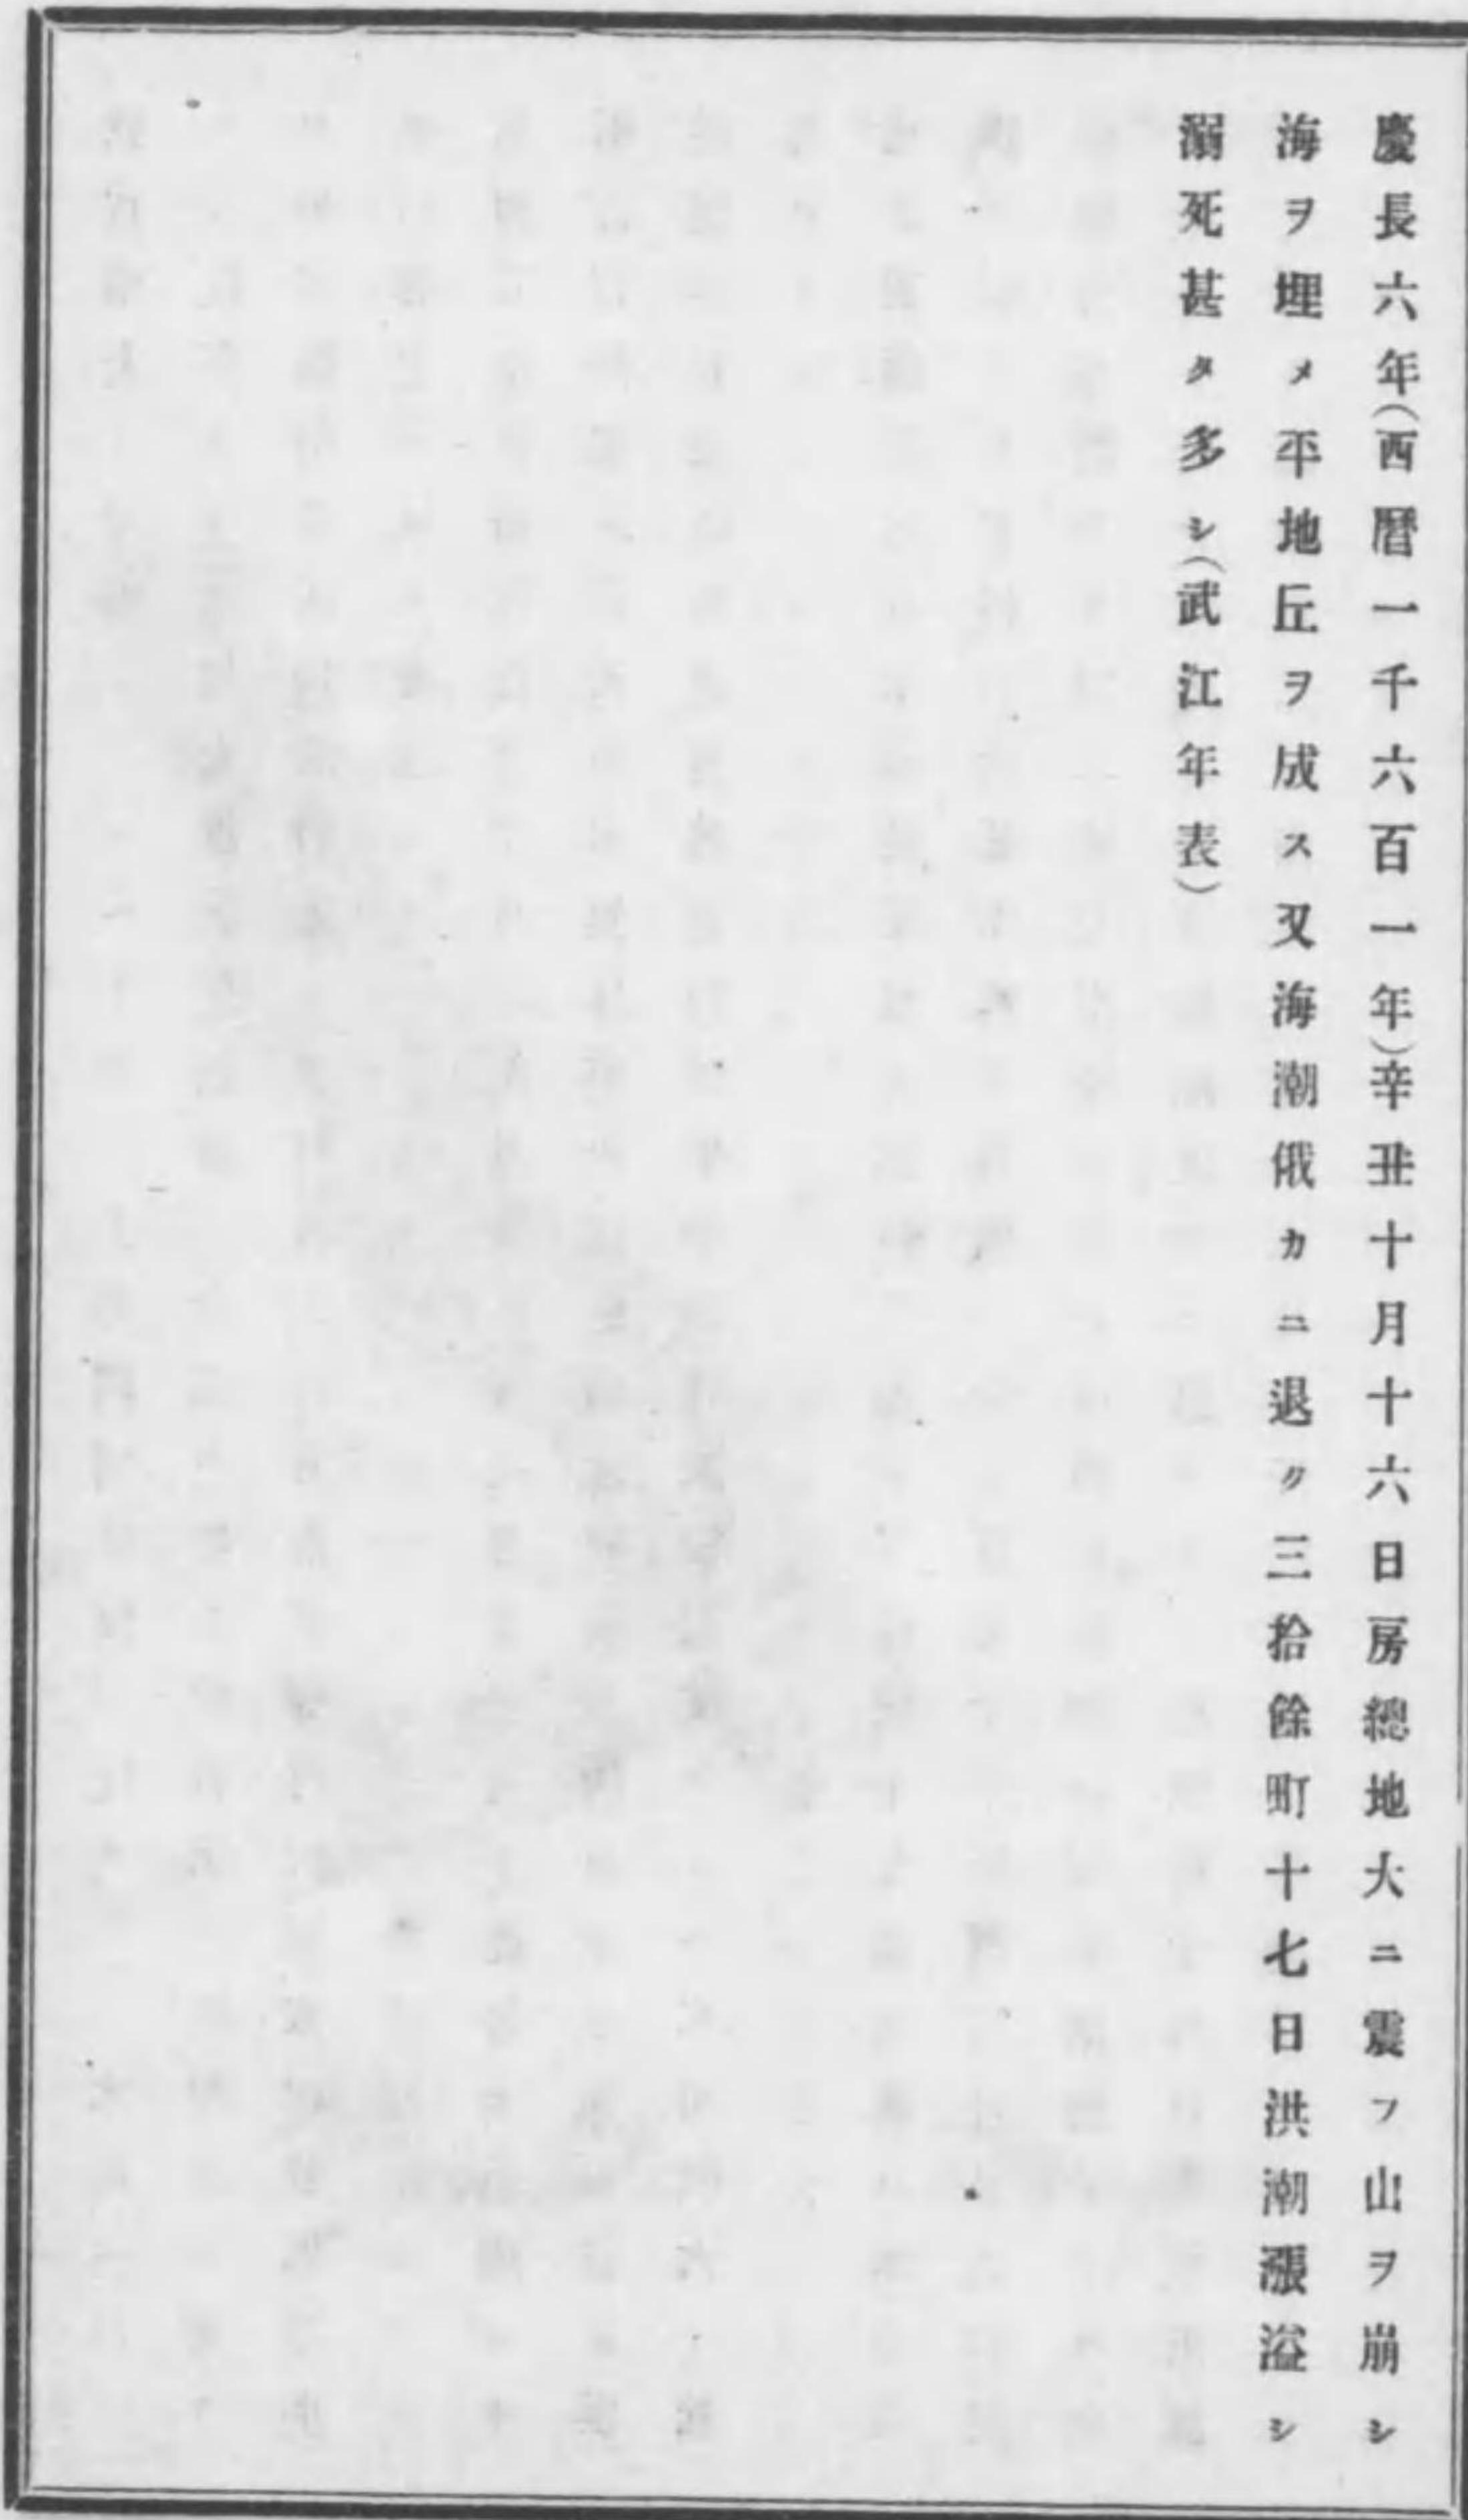 慶長六年(西曆一千六百一年)辛丑十月十六日房總地大ニ震フ山ヲ崩シ
海ヲ埋メ平地丘ヲ成ス又海潮俄カニ退ク三拾餘町十七日洪潮漲溢シ
溺死甚タ多シ(武江年表)